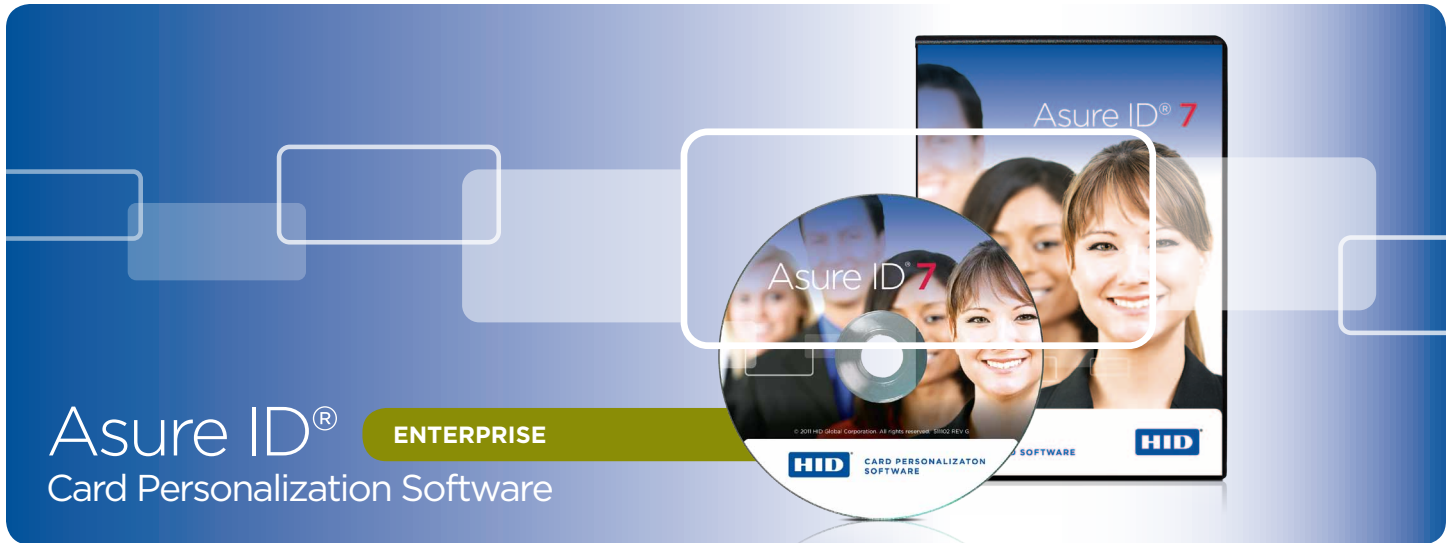 Asure ID® 7
Asure ID® 7
© 2011 HID Global Corporation. All rights reserved.
REV G
HID
CARD PERSONALIZATON
SOFTWARE
SOFTWARE
HID
Asure ID®
ENTERPRISE
Card Personalization Software